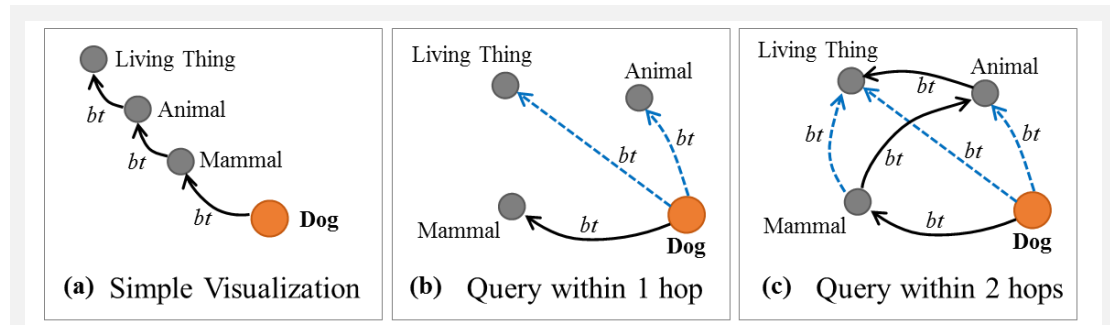 Living Thing
bt
Animal
bt
Mammal
bt
Dog
(a) Simple Visualization
Living Thing
Animal
bt
bt
Mammal
bt
Dog
(b) Query within 1 hop
Living Thing
Animal
bt
bt
bt
bt
bt
Mammal
bt
Dog
(c) Query within 2 hops